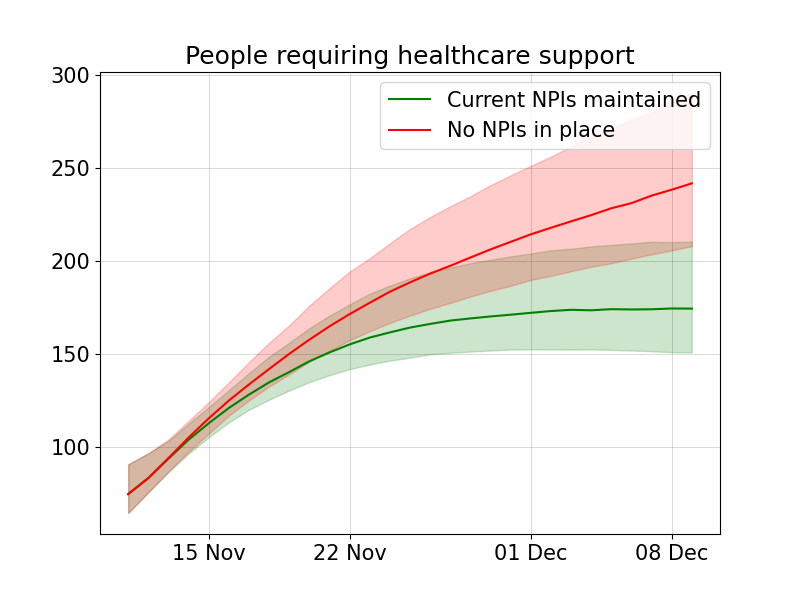 People requiring healthcare support
300
250
200
150
100
Current NPIs maintained
No NPIs in place
15 Nov
22 Nov
01 Dec
08 Dec